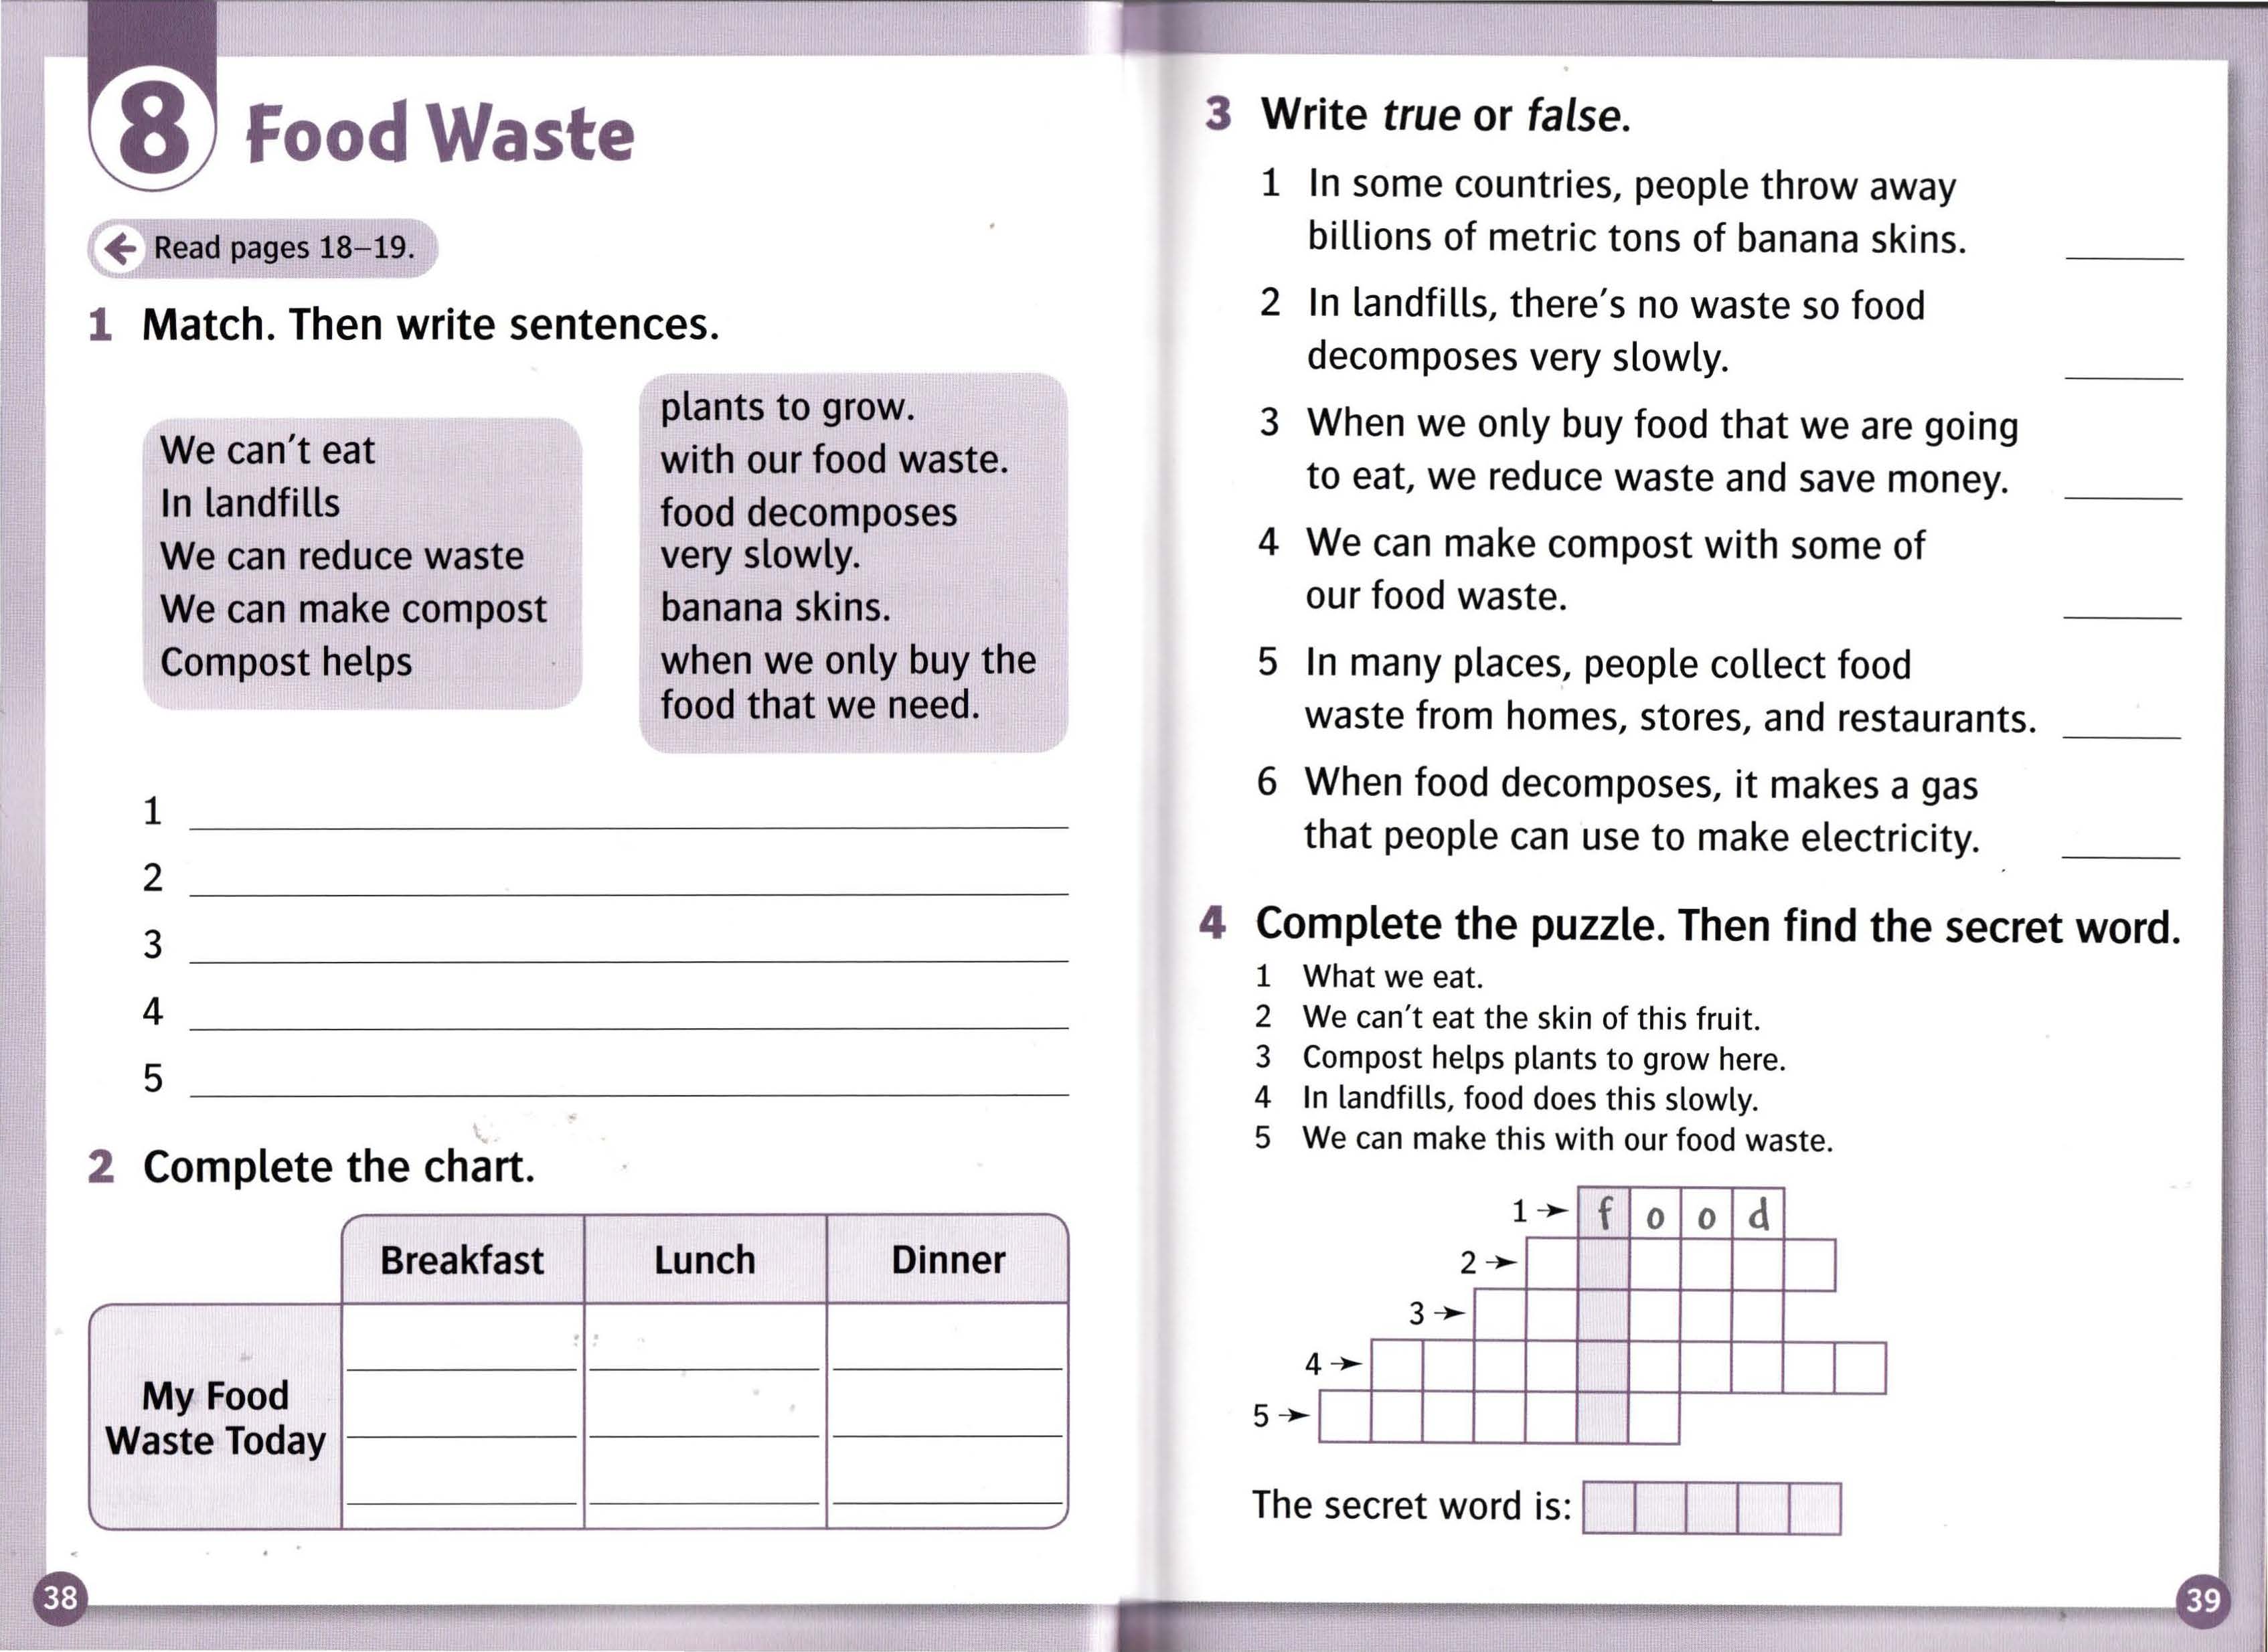 8 Food Waste
Read pages 18–19.
1 Match. Then write sentences.
We can't eat
In landfills
We can reduce waste
We can make compost
Compost helps
plants to grow.
with our food waste.
food decomposes
very slowly.
banana skins.
when we only buy the
food that we need.
1
2
3
4
5
2 Complete the chart.
Breakfast Lunch Dinner
My Food
Waste Today
38
3 Write true or false.
1 In some countries, people throw away
billions of metric tons of banana skins.
2 In landfills, there's no waste so food
decomposes very slowly.
3 When we only buy food that we are going
to eat, we reduce waste and save money.
4 We can make compost with some of
our food waste.
5 In many places, people collect food
waste from homes, stores, and restaurants.
6 When food decomposes, it makes a gas
that people can use to make electricity.
4 Complete the puzzle. Then find the secret word.
1 What we eat.
2 We can't eat the skin of this fruit.
3 Compost helps plants to grow here.
4 In landfills, food does this slowly.
5 We can make this with our food waste.
1 f o o d
2
3
4
5
The secret word is:
39